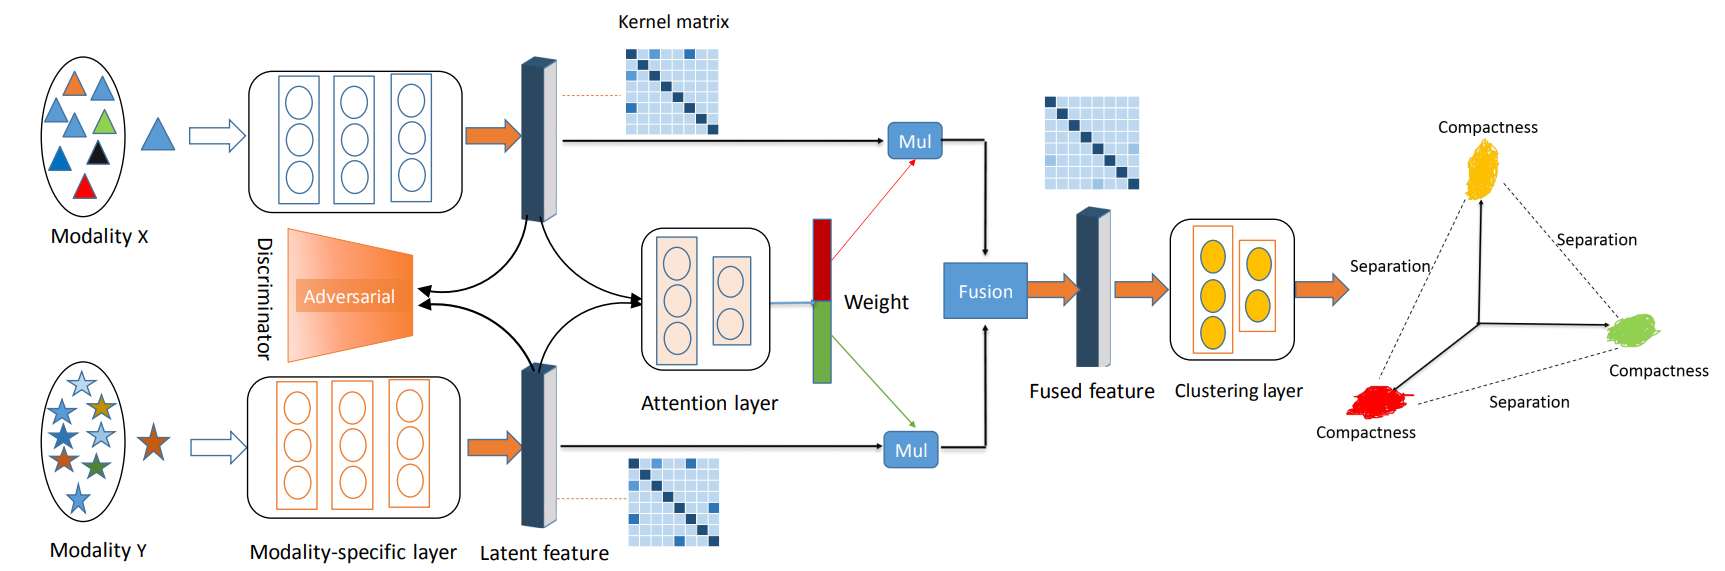 Kernel matrix
Modality X
Discriminator
Adversarial
Modality Y
Modality-specific layer
Latent feature
Attention layer
Weight
Mul
Mul
Fusion
Fused feature
Clustering layer
Compactness
Separation
Separation
Compactness
Separation
Compactness